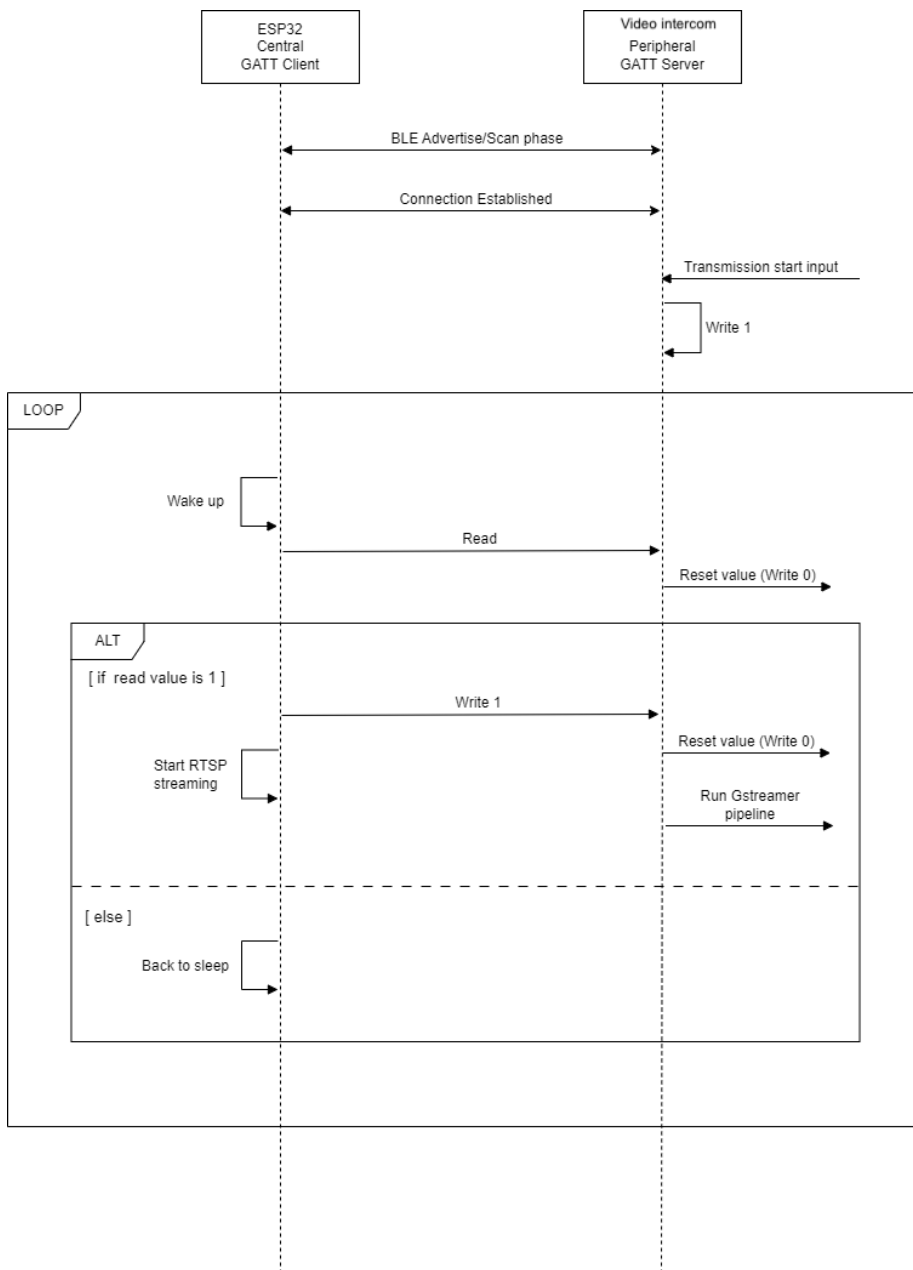 ESP32
Central
GATT Client
Video intercom
Peripheral
GATT Server
BLE Advertise/Scan phase
Connection Established
Transmission start input
Write 1
LOOP
Wake up
Read
Reset value (Write 0)
ALT
[ if read value is 1 ]
Write 1
Reset value (Write 0)
Start RTSP
streaming
Run Gstreamer
pipeline
[ else ]
Back to sleep